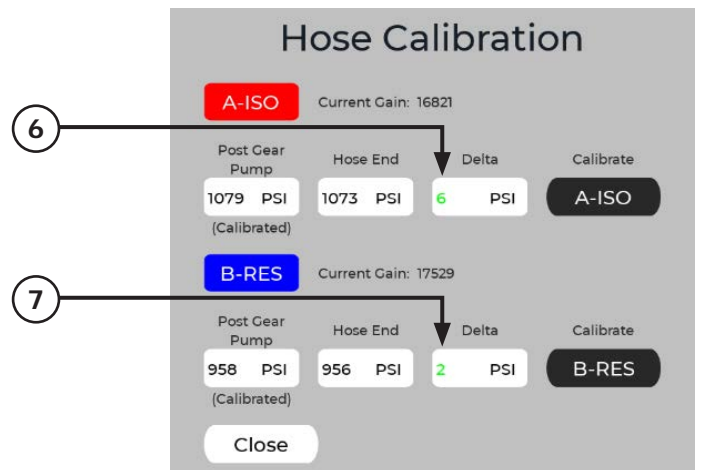 Hose Calibration
A-ISO Current Gain: 16821
6
Post Gear Pump Hose End Delta Calibrate
1079 PSI 1073 PSI 6 PSI A-ISO
(Calibrated)
B-RES Current Gain: 17529
7
Post Gear Pump Hose End Delta Calibrate
958 PSI 956 PSI 2 PSI B-RES
(Calibrated)
Close